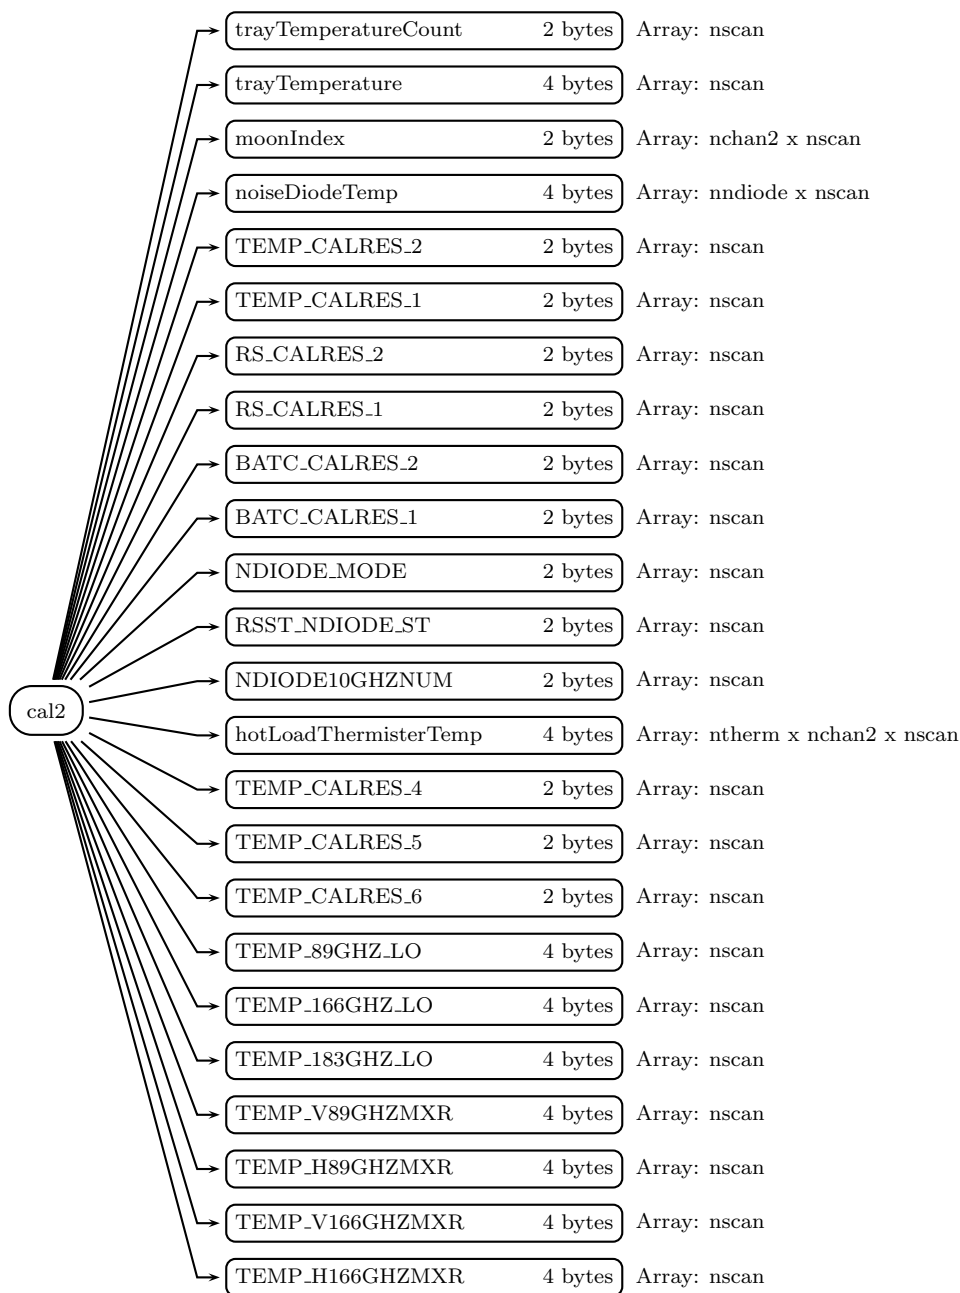 trayTemperatureCount 2 bytes Array: nscan
trayTemperature 4 bytes Array: nscan
moonIndex 2 bytes Array: nchan2 x nscan
noiseDiodeTemp 4 bytes Array: nndiode x nscan
TEMP_CALRES_2 2 bytes Array: nscan
TEMP_CALRES_1 2 bytes Array: nscan
RS_CALRES_2 2 bytes Array: nscan
RS_CALRES_1 2 bytes Array: nscan
BATC_CALRES_2 2 bytes Array: nscan
BATC_CALRES_1 2 bytes Array: nscan
NDIODE_MODE 2 bytes Array: nscan
RSST_NDIODE_ST 2 bytes Array: nscan
NDIODE10GHZNUM 2 bytes Array: nscan
cal2
hotLoadThermisterTemp 4 bytes Array: ntherm x nchan2 x nscan
TEMP_CALRES_4 2 bytes Array: nscan
TEMP_CALRES_5 2 bytes Array: nscan
TEMP_CALRES_6 2 bytes Array: nscan
TEMP_89GHZ_LO 4 bytes Array: nscan
TEMP_166GHZ_LO 4 bytes Array: nscan
TEMP_183GHZ_LO 4 bytes Array: nscan
TEMP_V89GHZMXR 4 bytes Array: nscan
TEMP_H89GHZMXR 4 bytes Array: nscan
TEMP_V166GHZMXR 4 bytes Array: nscan
TEMP_H166GHZMXR 4 bytes Array: nscan